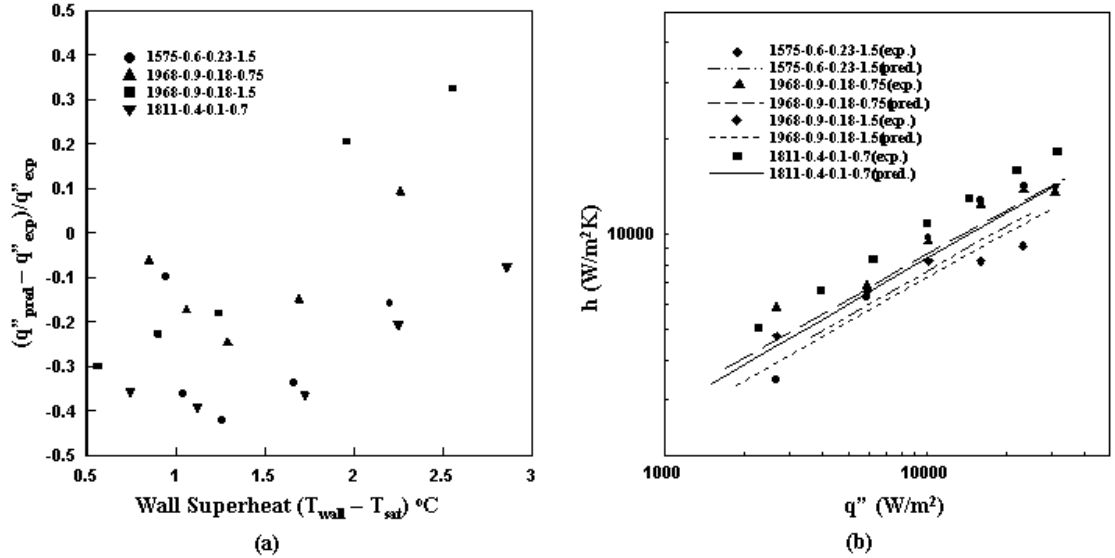 0.5
0.4
0.3
0.2
0.1
0
-0.1
-0.2
-0.3
-0.4
-0.5
0.5
1
1.5
2
2.5
3
1575-0.6-0.23-1.5
1968-0.9-0.18-0.75
1968-0.9-0.18-1.5
1811-0.4-0.1-0.7
(q”pred – q”exp)/q”exp
Wall Superheat (Twall – Tsat) °C
(a)
1575-0.6-0.23-1.5(exp.)
1575-0.6-0.23-1.5(pred.)
1968-0.9-0.18-0.75(exp.)
1968-0.9-0.18-0.75(pred.)
1968-0.9-0.18-1.5(exp.)
1968-0.9-0.18-1.5(pred.)
1811-0.4-0.1-0.7(exp.)
1811-0.4-0.1-0.7(pred.)
h (W/m²K)
10000
1000
10000
q” (W/m²)
(b)